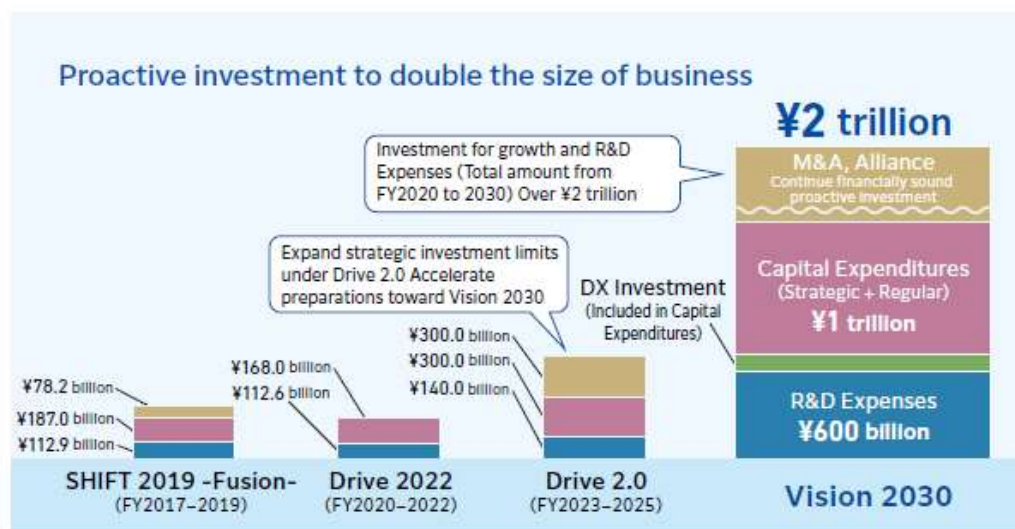 Proactive investment to double the size of business
¥2 trillion
Investment for growth and R&D
Expenses (Total amount from
FY2020 to 2030) Over ¥2 trillion
M&A, Alliance
Continue financially sound
proactive investment
Expand strategic investment limits
under Drive 2.0 Accelerate
preparations toward Vision 2030
DX Investment
(Included in Capital
Expenditures)
Capital Expenditures
(Strategic + Regular)
¥1 trillion
R&D Expenses
¥600 billion
¥78.2 billion
¥187.0 billion
¥112.9 billion
¥168.0 billion
¥112.6 billion
¥300.0 billion
¥300.0 billion
¥140.0 billion
SHIFT 2019 -Fusion-
(FY2017–2019)
Drive 2022
(FY2020–2022)
Drive 2.0
(FY2023–2025)
Vision 2030